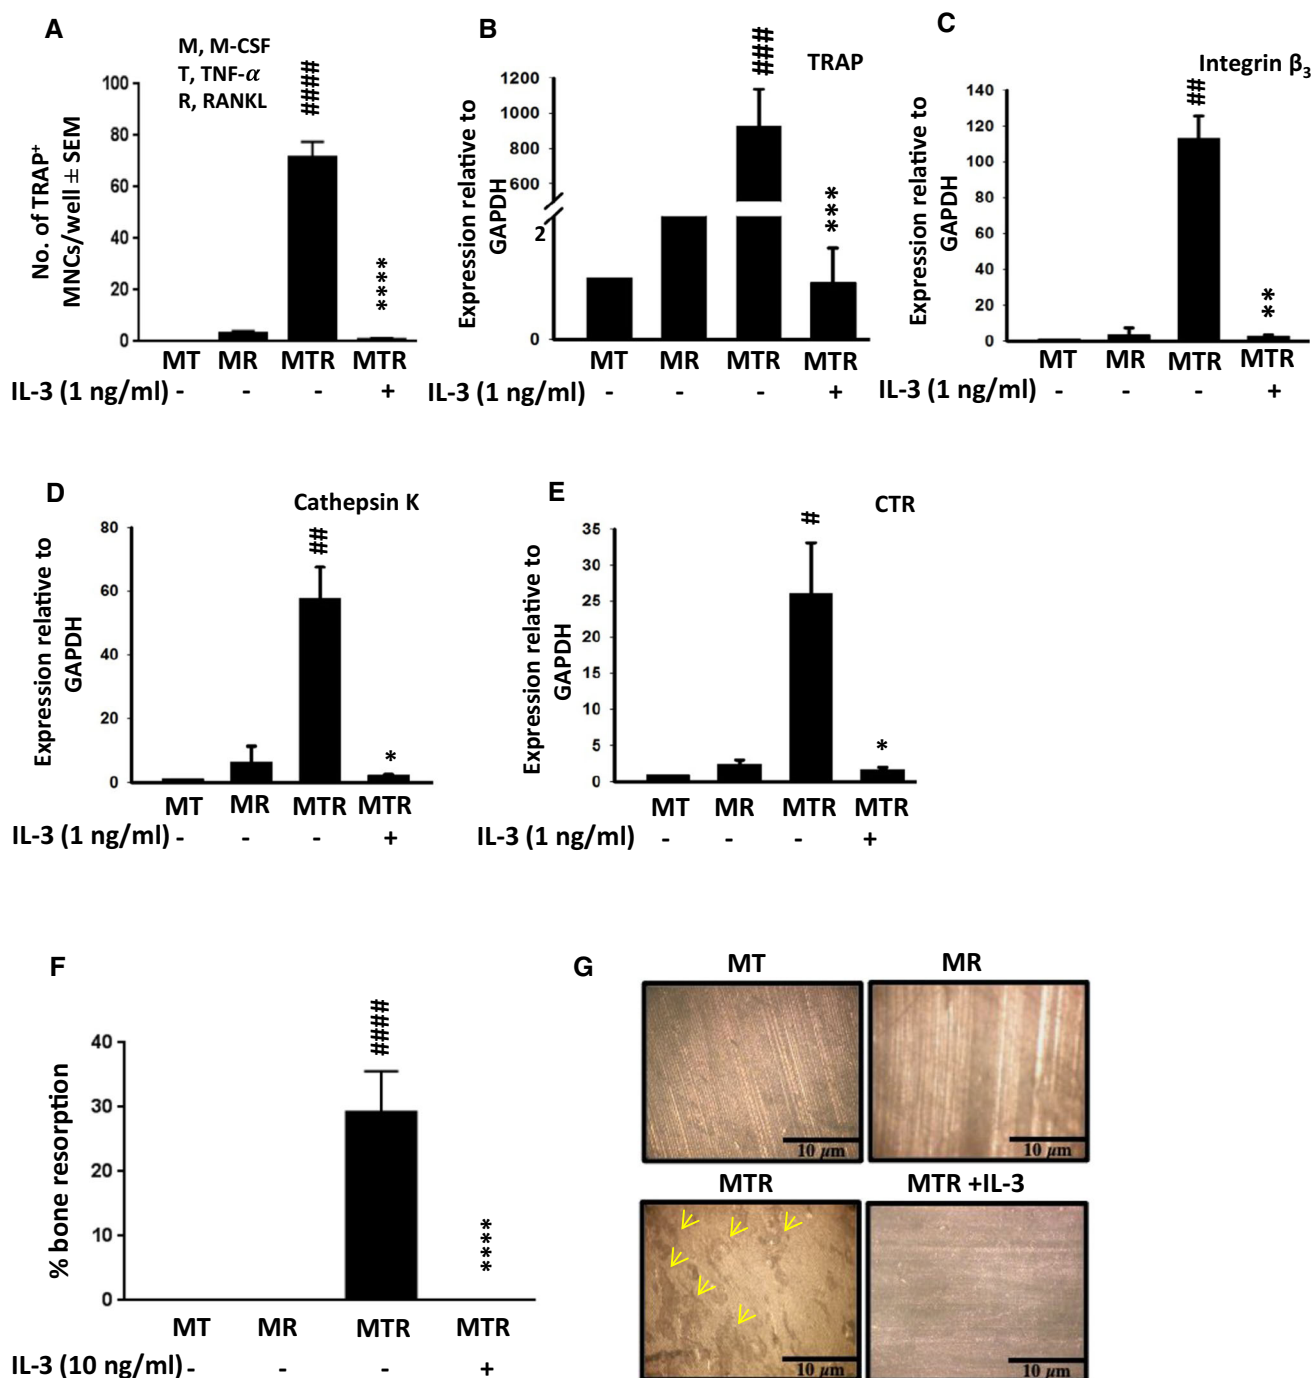 A
M, M-CSF
T, TNF-α
R, RANKL
####
No. of TRAP⁺
MNCs/well ± SEM
100
80
60
40
20
0
****
MT MR MTR MTR
IL-3 (1 ng/ml) - - - +
B
TRAP
###
Expression relative to
GAPDH
1200
1000
800
600
2
0
***
MT MR MTR MTR
IL-3 (1 ng/ml) - - - +
C
Integrin β₃
##
Expression relative to
GAPDH
140
120
100
80
60
40
20
0
**
MT MR MTR MTR
IL-3 (1 ng/ml) - - - +
D
Cathepsin K
##
Expression relative to
GAPDH
80
60
40
20
0
*
MT MR MTR MTR
IL-3 (1 ng/ml) - - - +
E
CTR
#
Expression relative to
GAPDH
35
30
25
20
15
10
5
0
*
MT MR MTR MTR
IL-3 (1 ng/ml) - - - +
F
####
% bone resorption
40
30
20
10
0
****
MT MR MTR MTR
IL-3 (10 ng/ml) - - - +
G
MT MR
10 µm 10 µm
MTR MTR +IL-3
10 µm 10 µm